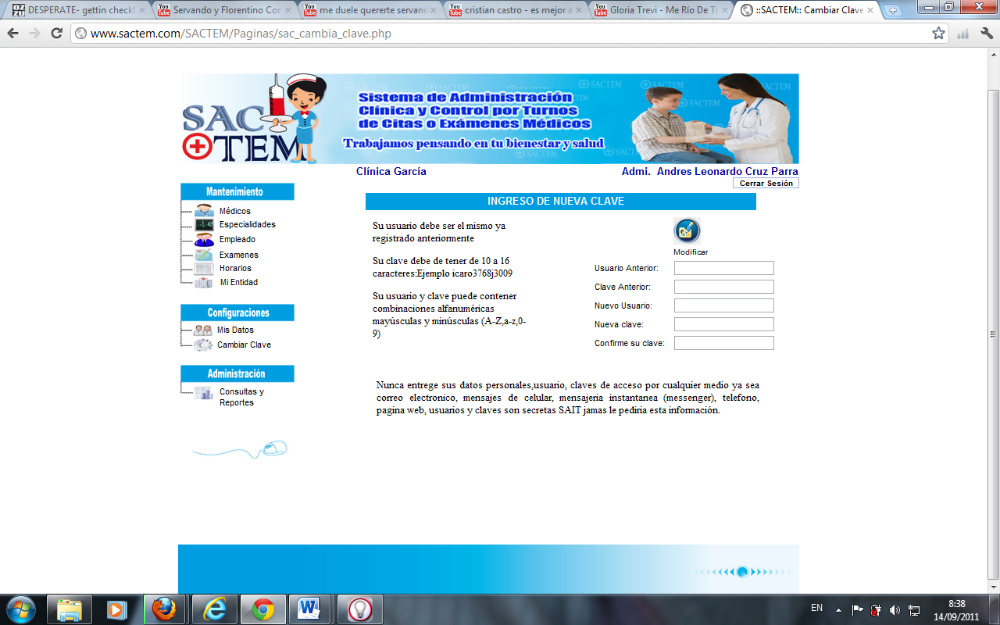 DESPERATE- gettin checkl
Servando y Florentino Cor
me duele quererte servand
cristian castro - es mejor a
Gloria Trevi - Me Río De Ti
::SACTEM:: Cambiar Clave
www.sactem.com/SACTEM/Paginas/sac_cambia_clave.php
SACTEM
Sistema de Administración
Clínica y Control por Turnos
de Citas o Exámenes Médicos
Trabajamos pensando en tu bienestar y salud
Clínica García
Admi. Andres Leonardo Cruz Parra
Cerrar Sesión
Mantenimiento
Médicos
Especialidades
Empleado
Examenes
Horarios
Mi Entidad
Configuraciones
Mis Datos
Cambiar Clave
Administración
Consultas y
Reportes
INGRESO DE NUEVA CLAVE
Su usuario debe ser el mismo ya
registrado anteriormente
Su clave debe de tener de 10 a 16
caracteres:Ejemplo icaro3768j3009
Su usuario y clave puede contener
combinaciones alfanuméricas
mayúsculas y minúsculas (A-Z,a-z,0-
9)
Modificar
Usuario Anterior:
Clave Anterior:
Nuevo Usuario:
Nueva clave:
Confirme su clave:
Nunca entrege sus datos personales,usuario, claves de acceso por cualquier medio ya sea
correo electronico, mensajes de celular, mensajeria instantanea (messenger), telefono,
pagina web, usuarios y claves son secretas SAIT jamas le pediria esta información.
EN
8:38
14/09/2011